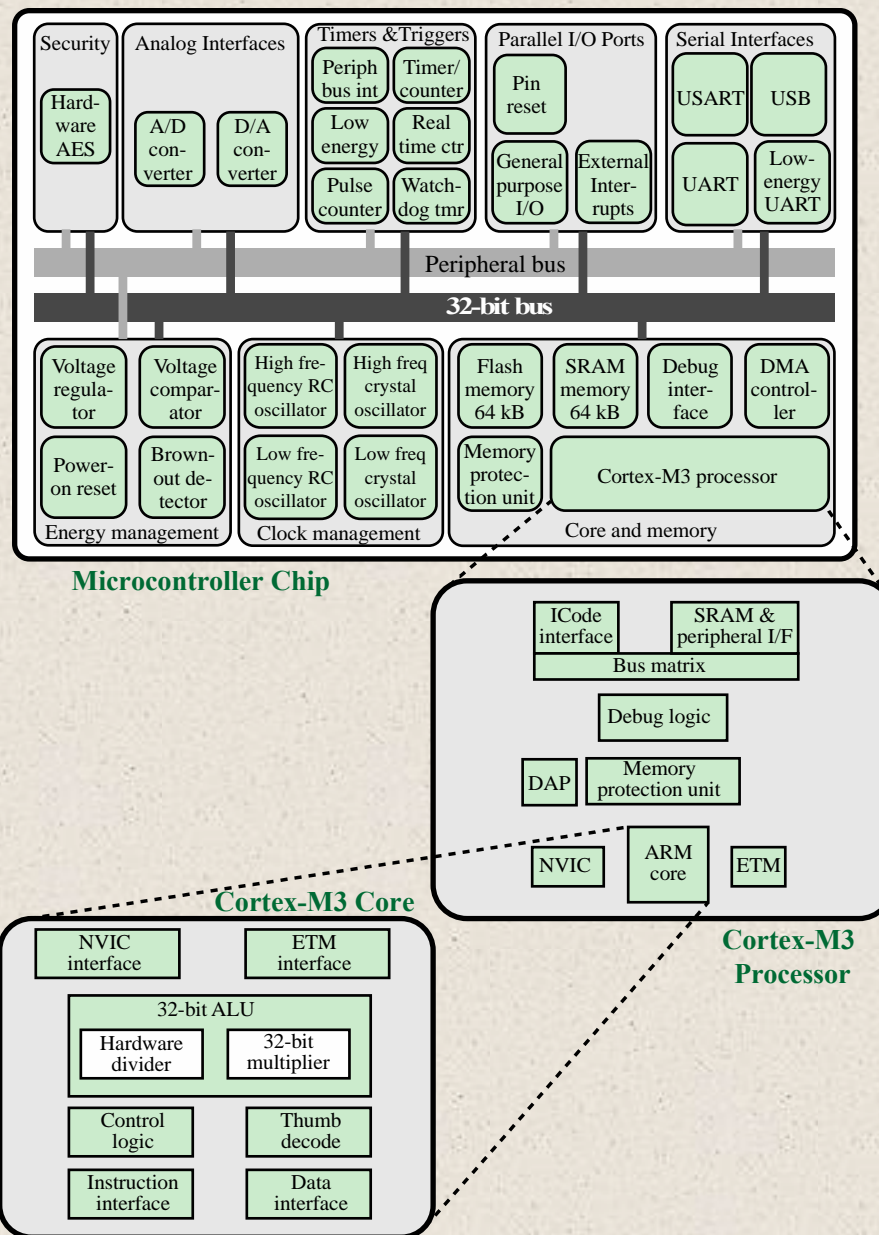 Security
Hard-
ware
AES
Analog Interfaces
A/D
con-
verter
D/A
con-
verter
Timers &Triggers
Periph
bus int
Timer/
counter
Low
energy
Real
time ctr
Pulse
counter
Watch-
dog tmr
Parallel I/O Ports
Pin
reset
General
purpose
I/O
External
Inter-
rupts
Serial Interfaces
USART
USB
UART
Low-
energy
UART
Peripheral bus
32-bit bus
Voltage
regula-
tor
Voltage
compar-
ator
Power-
on reset
Brown-
out de-
tector
Energy management
High fre-
quency RC
oscillator
High freq
crystal
oscillator
Low fre-
quency RC
oscillator
Low freq
crystal
oscillator
Clock management
Flash
memory
64 kB
SRAM
memory
64 kB
Debug
inter-
face
DMA
control-
ler
Memory
protec-
tion unit
Cortex-M3 processor
Core and memory
Microcontroller Chip
ICode
interface
SRAM &
peripheral I/F
Bus matrix
Debug logic
DAP
Memory
protection unit
NVIC
ARM
core
ETM
Cortex-M3
Processor
Cortex-M3 Core
NVIC
interface
ETM
interface
32-bit ALU
Hardware
divider
32-bit
multiplier
Control
logic
Thumb
decode
Instruction
interface
Data
interface